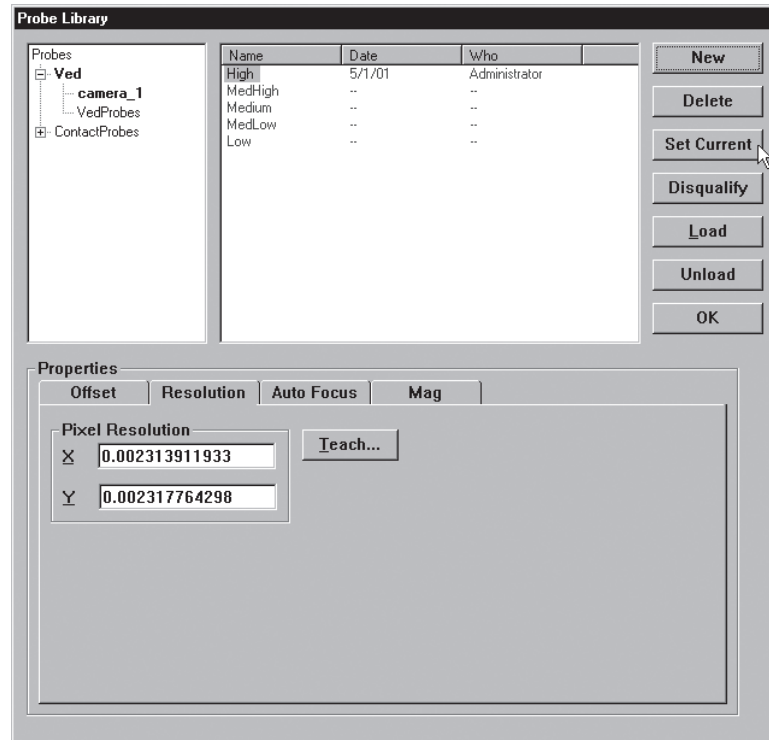 Probe Library
Probes
Ved
camera_1
VedProbes
ContactProbes
Name Date Who
High 5/1/01 Administrator
MedHigh -- --
Medium -- --
MedLow -- --
Low -- --
New
Delete
Set Current
Disqualify
Load
Unload
OK
Properties
Offset Resolution Auto Focus Mag
Pixel Resolution
X 0.002313911933
Y 0.002317764298
Teach...